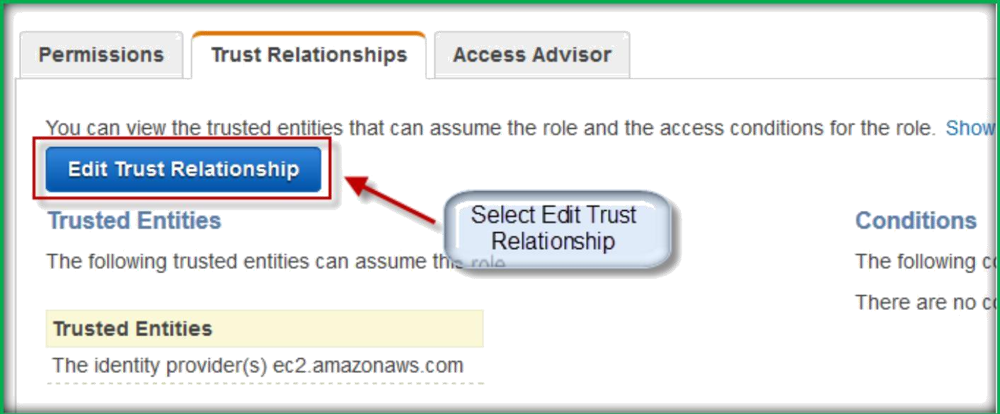 Permissions
Trust Relationships
Access Advisor
You can view the trusted entities that can assume the role and the access conditions for the role. Show
Edit Trust Relationship
Select Edit Trust
Relationship
Trusted Entities
The following trusted entities can assume this role
Trusted Entities
The identity provider(s) ec2.amazonaws.com
Conditions
The following
There are no